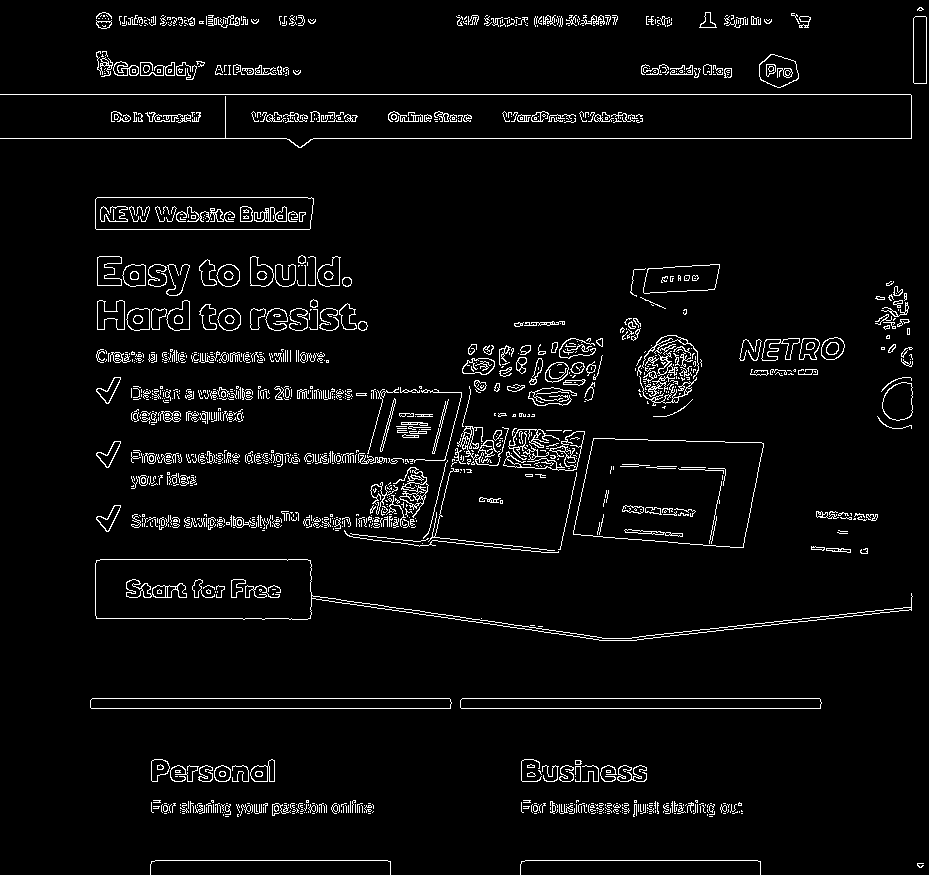 United States - English USD
24/7 Support (480) 505-8877 Help Sign In
GoDaddy™ All Products
GoDaddy Blog Pro
Do It Yourself Website Builder Online Store WordPress Websites
NEW Website Builder
Easy to build.
Hard to resist.
Create a site customers will love.
Design a website in 20 minutes – no design
degree required
Proven website designs
your idea
Simple swipe-to-style™ design interface
NETRO
Start for Free
Personal
For sharing your passion online
Business
For businesses just starting out.